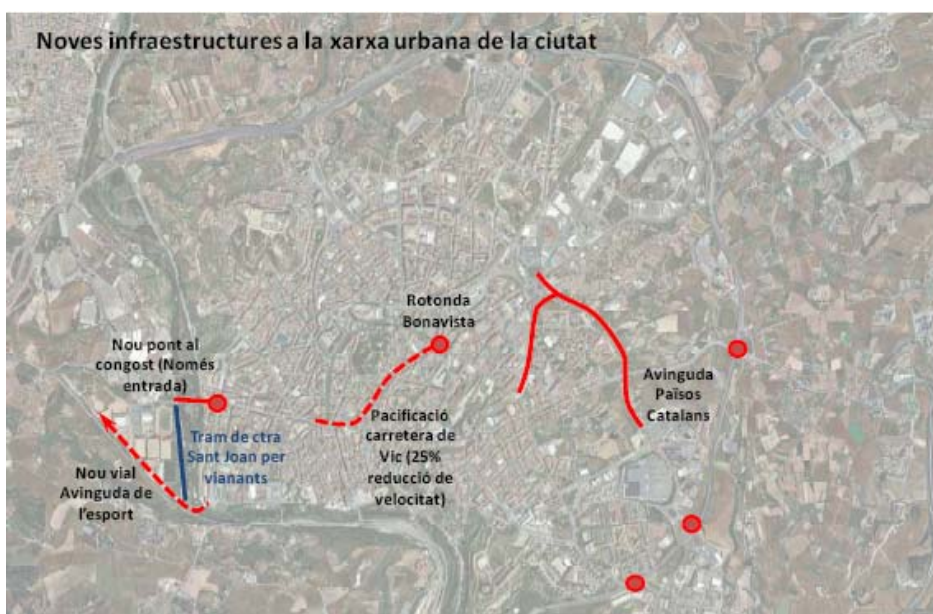 Noves infraestructures a la xarxa urbana de la ciutat
Rotonda
Bonavista
Nou pont al
congost (Només
entrada)
Avinguda
Països
Catalans
Pacificació
carretera de
Vic (25%
reducció de
velocitat)
Tram de ctra
Sant Joan per
vianants
Nou vial
Avinguda de
l'esport